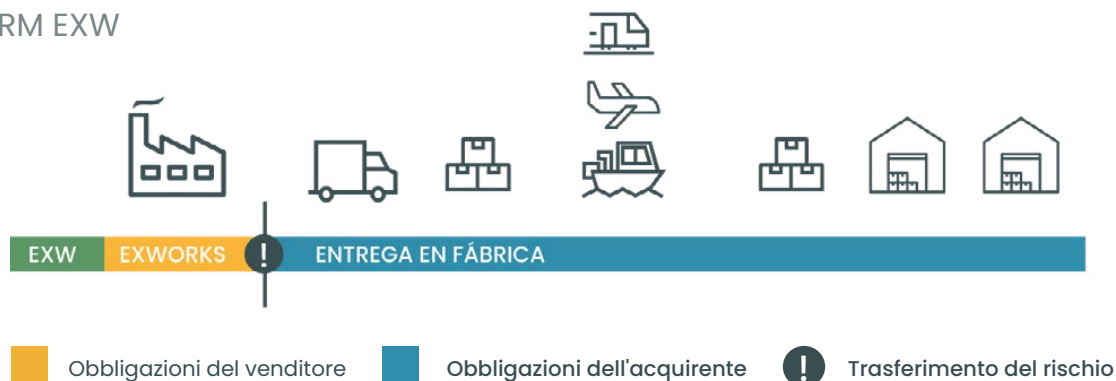 RM EXW
EXW EXWORKS ! ENTREGA EN FÁBRICA
Obbligazioni del venditore Obbligazioni dell'acquirente ! Trasferimento del rischio